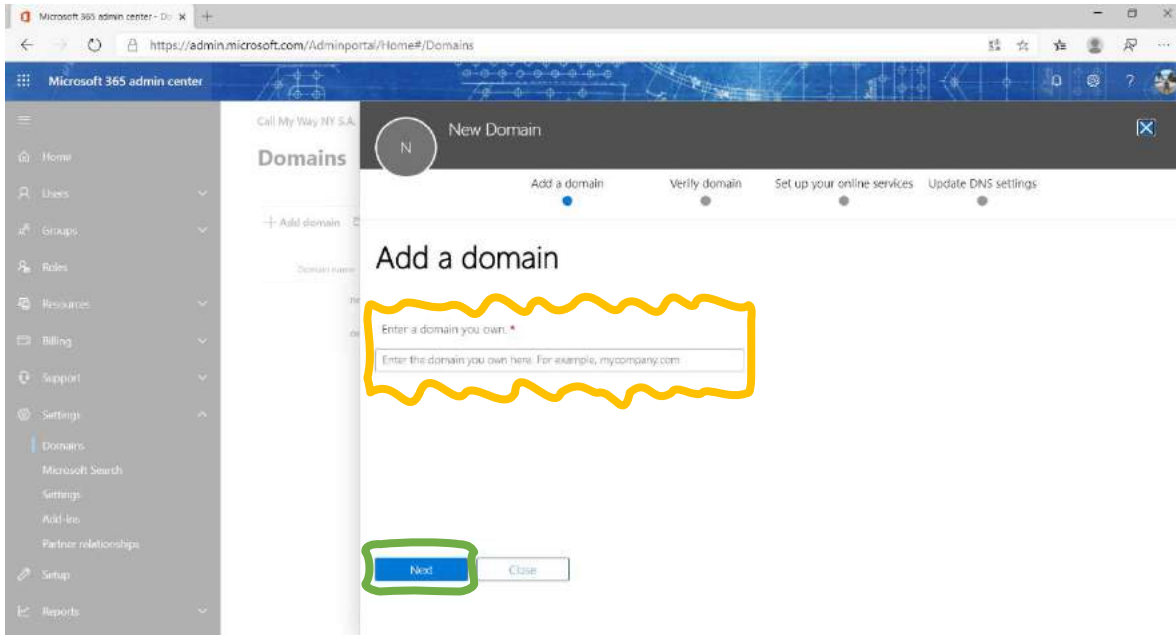 Microsoft 365 admin center - Do
https://admin.microsoft.com/Adminportal/Home#/Domains
Microsoft 365 admin center
?
Call My Way NY S.A.
N
New Domain
Home
Domains
Users
Add a domain
Verify domain
Set up your online services
Update DNS settings
Groups
+ Add domain
Roles
Add a domain
Domain name
Resources
Enter a domain you own. *
Billing
Enter the domain you own here. For example, mycompany.com
Support
Settings
Domains
Microsoft Search
Settings
Add-ins
Partner relationships
Next
Close
Setup
Reports